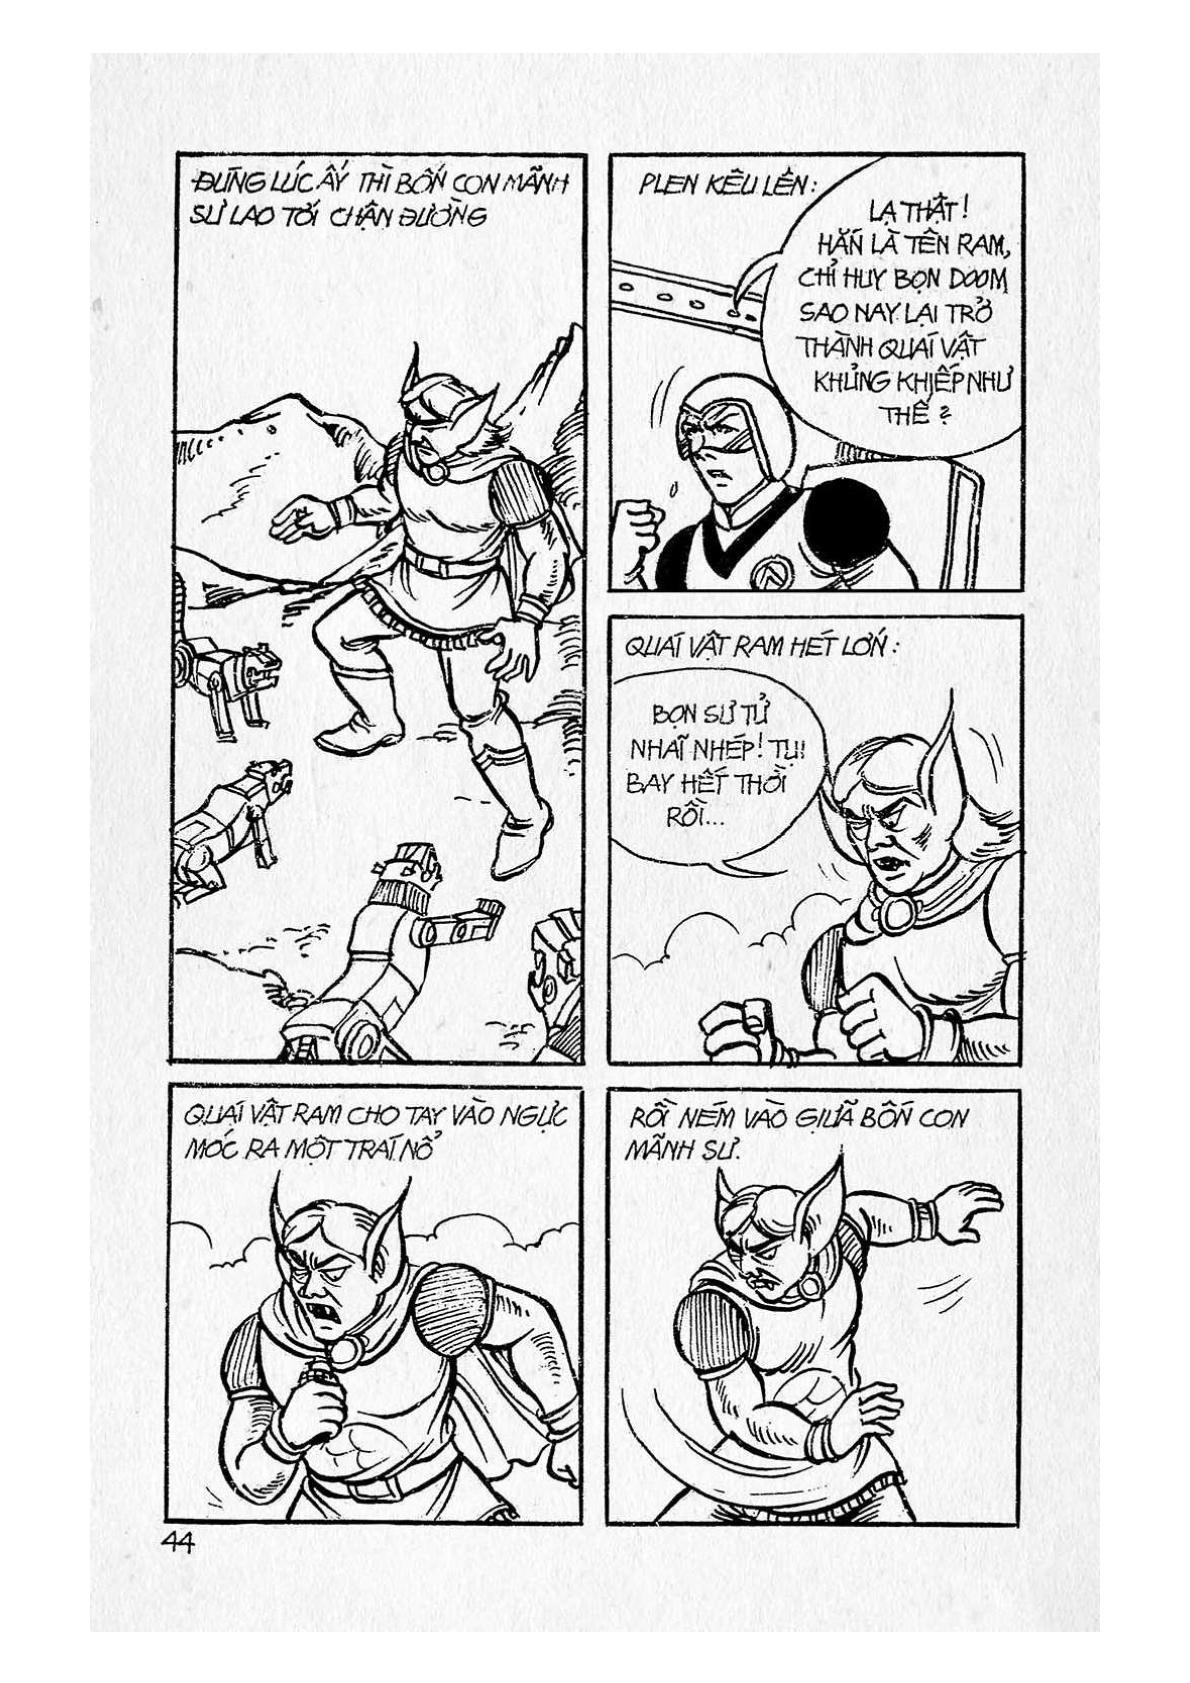 ĐÚNG LÚC ẤY THÌ BỐN CON MÃNH
SƯ LAO TỚI CHẬN ĐƯỜNG
PLEN KÊU LÊN:
LẠ THẬT!
HẮN LÀ TÊN RAM,
CHỈ HUY BỌN DOOM
SAO NAY LẠI TRỞ
THÀNH QUÁI VẬT
KHỦNG KHIẾP NHƯ
THẾ?
QUÁI VẬT RAM HÉT LỚN:
BỌN SƯ TỬ
NHÃI NHÉP! TỤI
BAY HẾT THỜI
RỒI...
QUÁI VẬT RAM CHO TAY VÀO NGỰC
MÓC RA MỘT TRÁI NỔ
RỒI NÉM VÀO GIỮA BỐN CON
MÃNH SƯ.
44